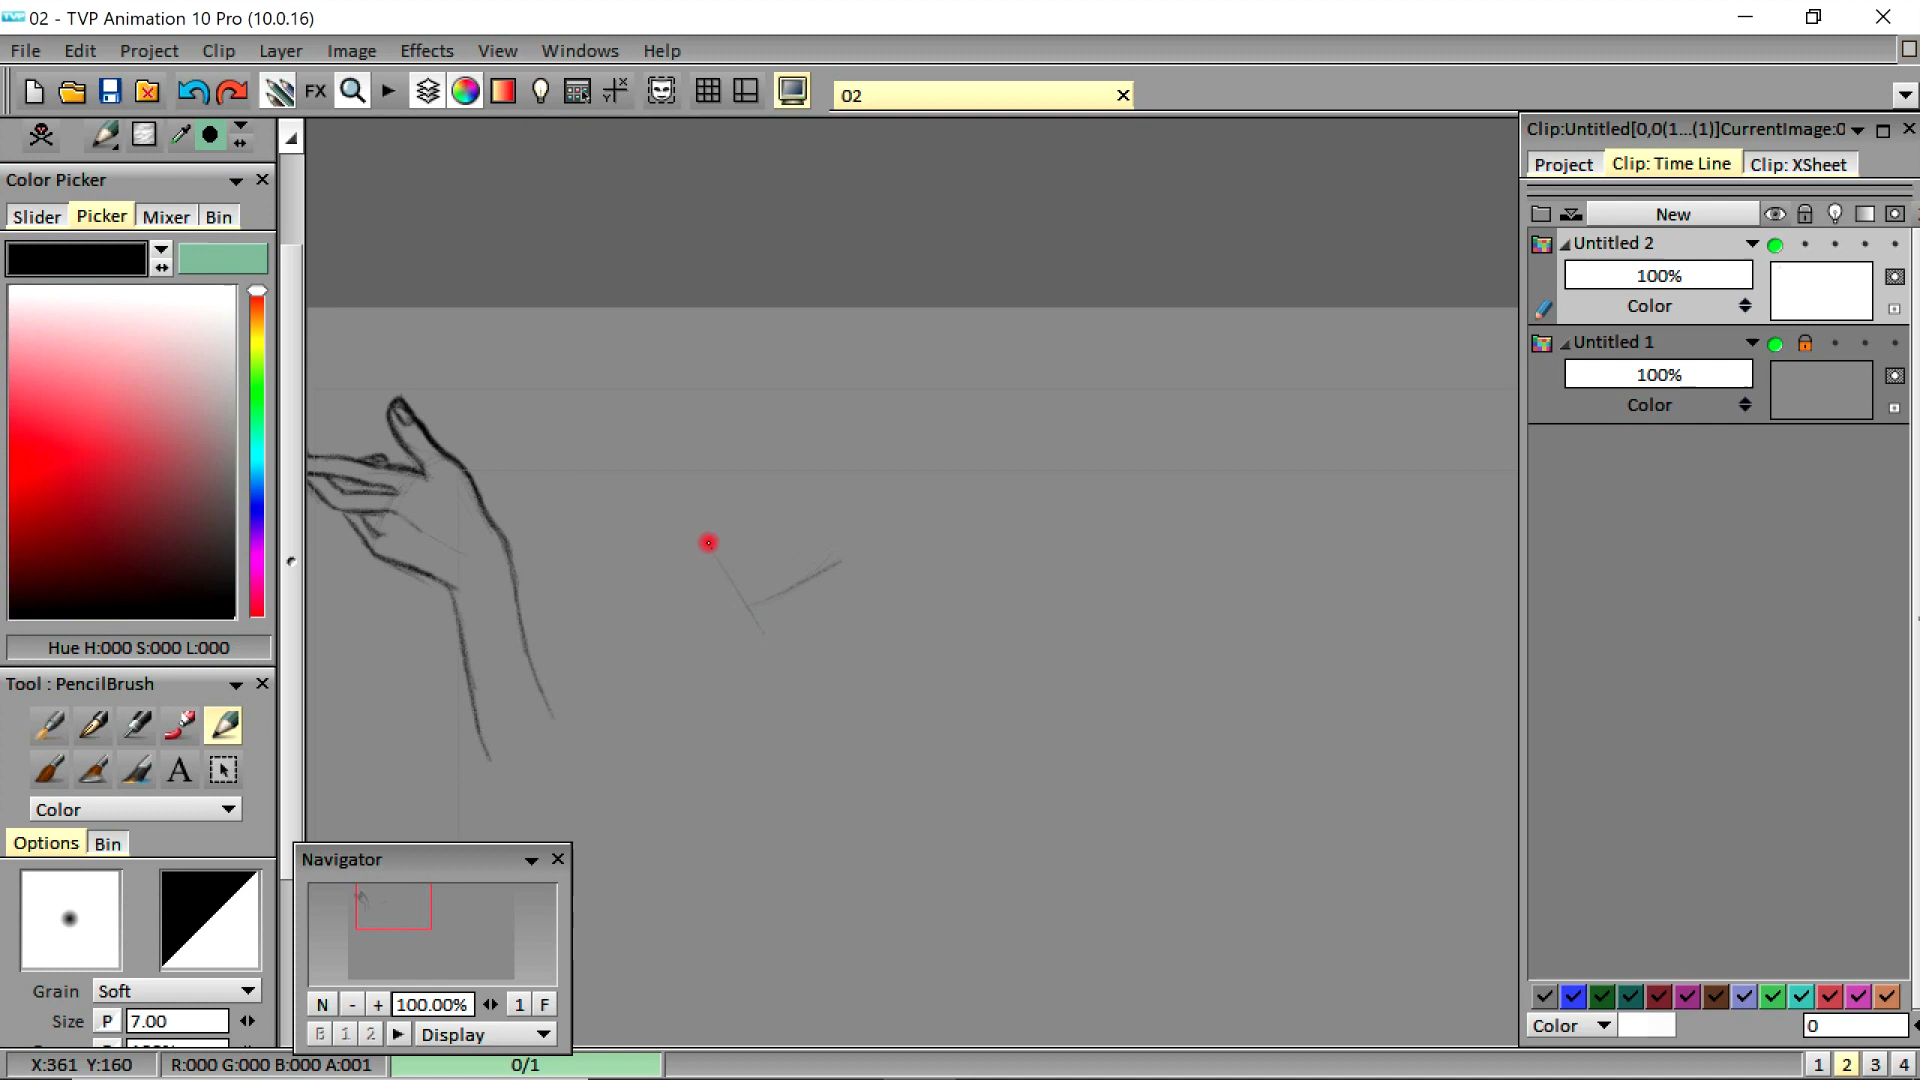 02 - TVP Animation 10 Pro (10.0.16)
File Edit Project Clip Layer Image Effects View Windows Help
FX
02
Clip:Untitled[0,0(1...(1)]CurrentImage:0
Project Clip: Time Line Clip: XSheet
Color Picker
Slider Picker Mixer Bin
New
Untitled 2
100%
Color
Untitled 1
100%
Color
Hue H:000 S:000 L:000
Tool : PencilBrush
A
Color
Options Bin
Grain Soft
Size P 7.00
Navigator
N - + 100.00% 1 F
B 1 2 Display
Color 0
X:361 Y:160 R:000 G:000 B:000 A:001 0/1 1 2 3 4